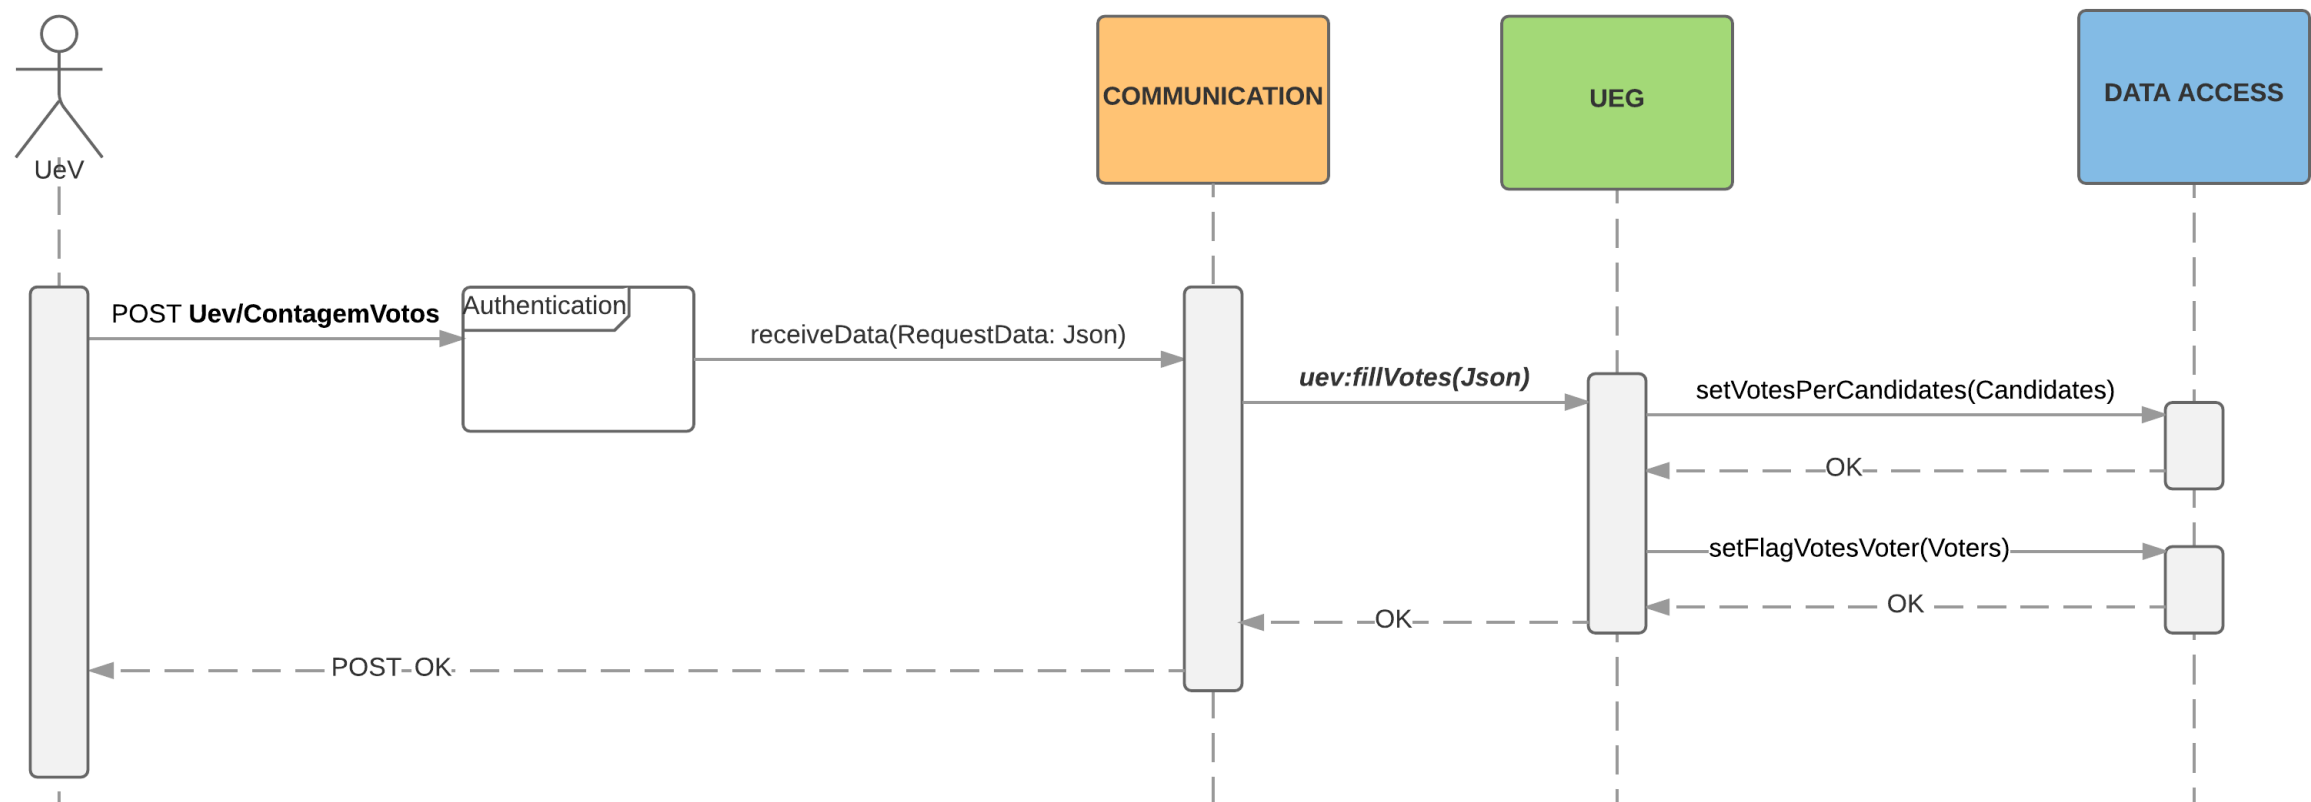 UeV
COMMUNICATION
UEG
DATA ACCESS
POST Uev/ContagemVotos
Authentication
receiveData(RequestData: Json)
uev:fillVotes(Json)
setVotesPerCandidates(Candidates)
OK
setFlagVotesVoter(Voters)
OK
OK
POST OK